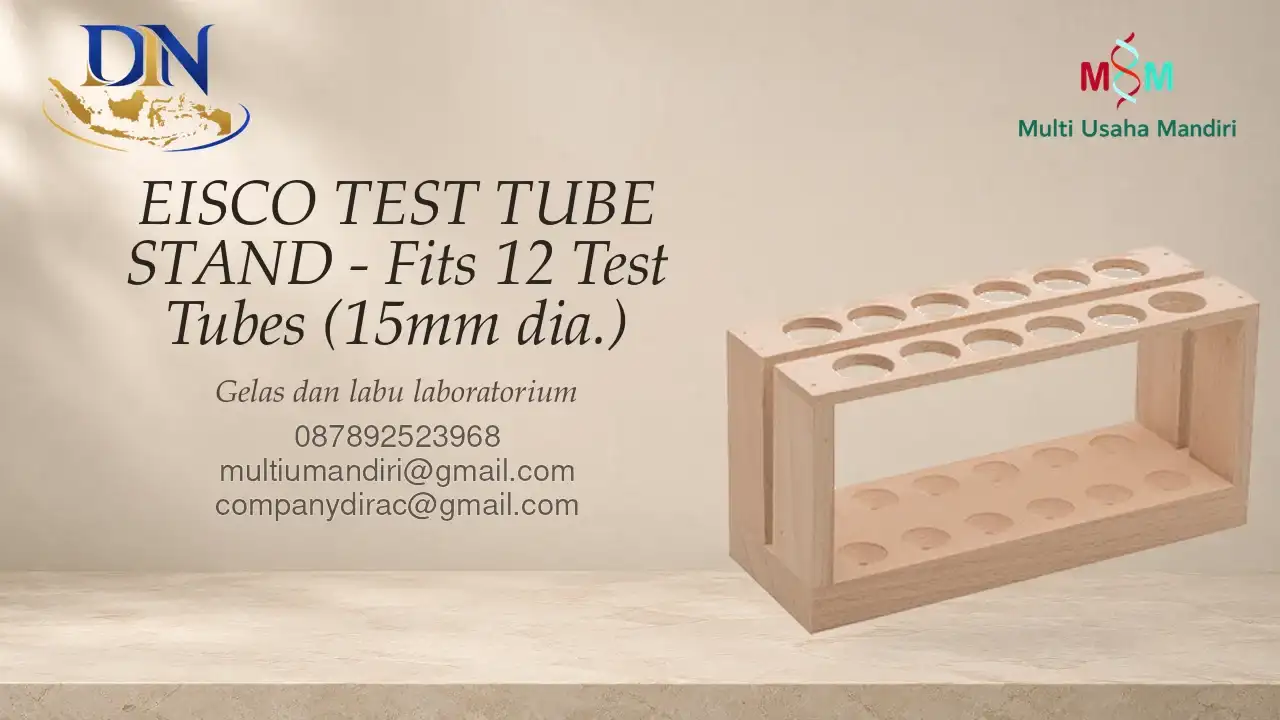 DN
M M
Multi Usaha Mandiri
EISCO TEST TUBE
STAND - Fits 12 Test
Tubes (15mm dia.)
Gelas dan labu laboratorium
087892523968
multiumandiri@gmail.com
companydirac@gmail.com